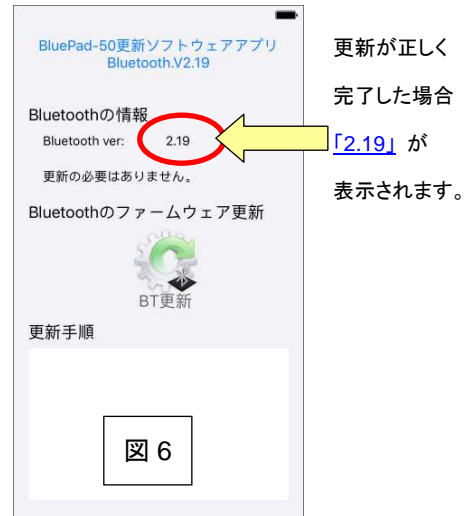 BluePad-50更新ソフトウェアアプリ
Bluetooth.V2.19
Bluetoothの情報
Bluetooth ver: 2.19
更新の必要はありません。
Bluetoothのファームウェア更新
BT更新
更新手順
図 6
更新が正しく
完了した場合
「2.19」 が
表示されます。